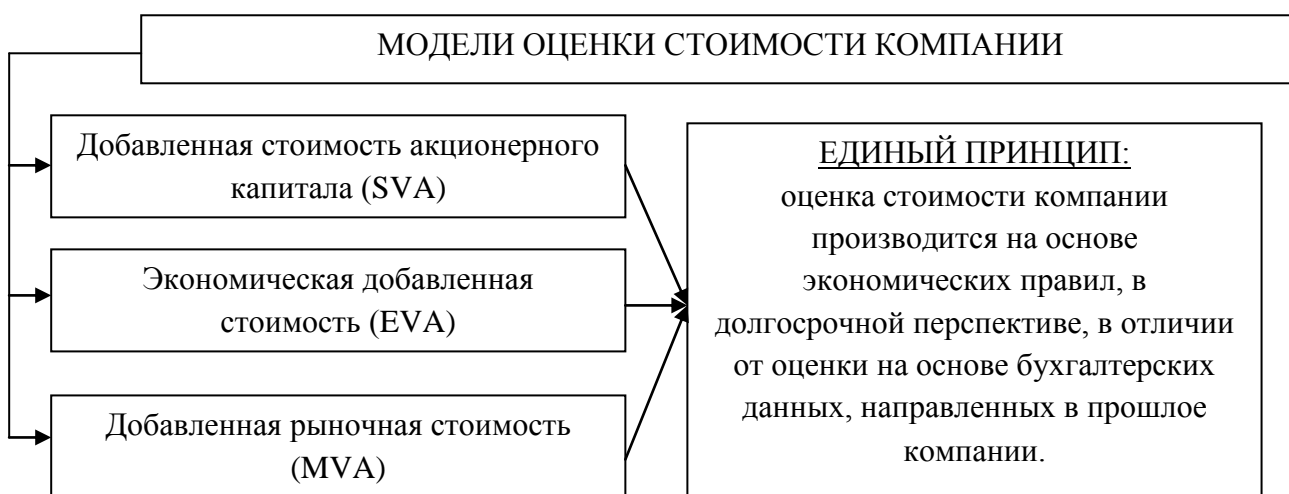 МОДЕЛИ ОЦЕНКИ СТОИМОСТИ КОМПАНИИ
Добавленная стоимость акционерного
капитала (SVA)
Экономическая добавленная
стоимость (EVA)
Добавленная рыночная стоимость
(MVA)
ЕДИНЫЙ ПРИНЦИП:
оценка стоимости компании
производится на основе
экономических правил, в
долгосрочной перспективе, в отличии
от оценки на основе бухгалтерских
данных, направленных в прошлое
компании.